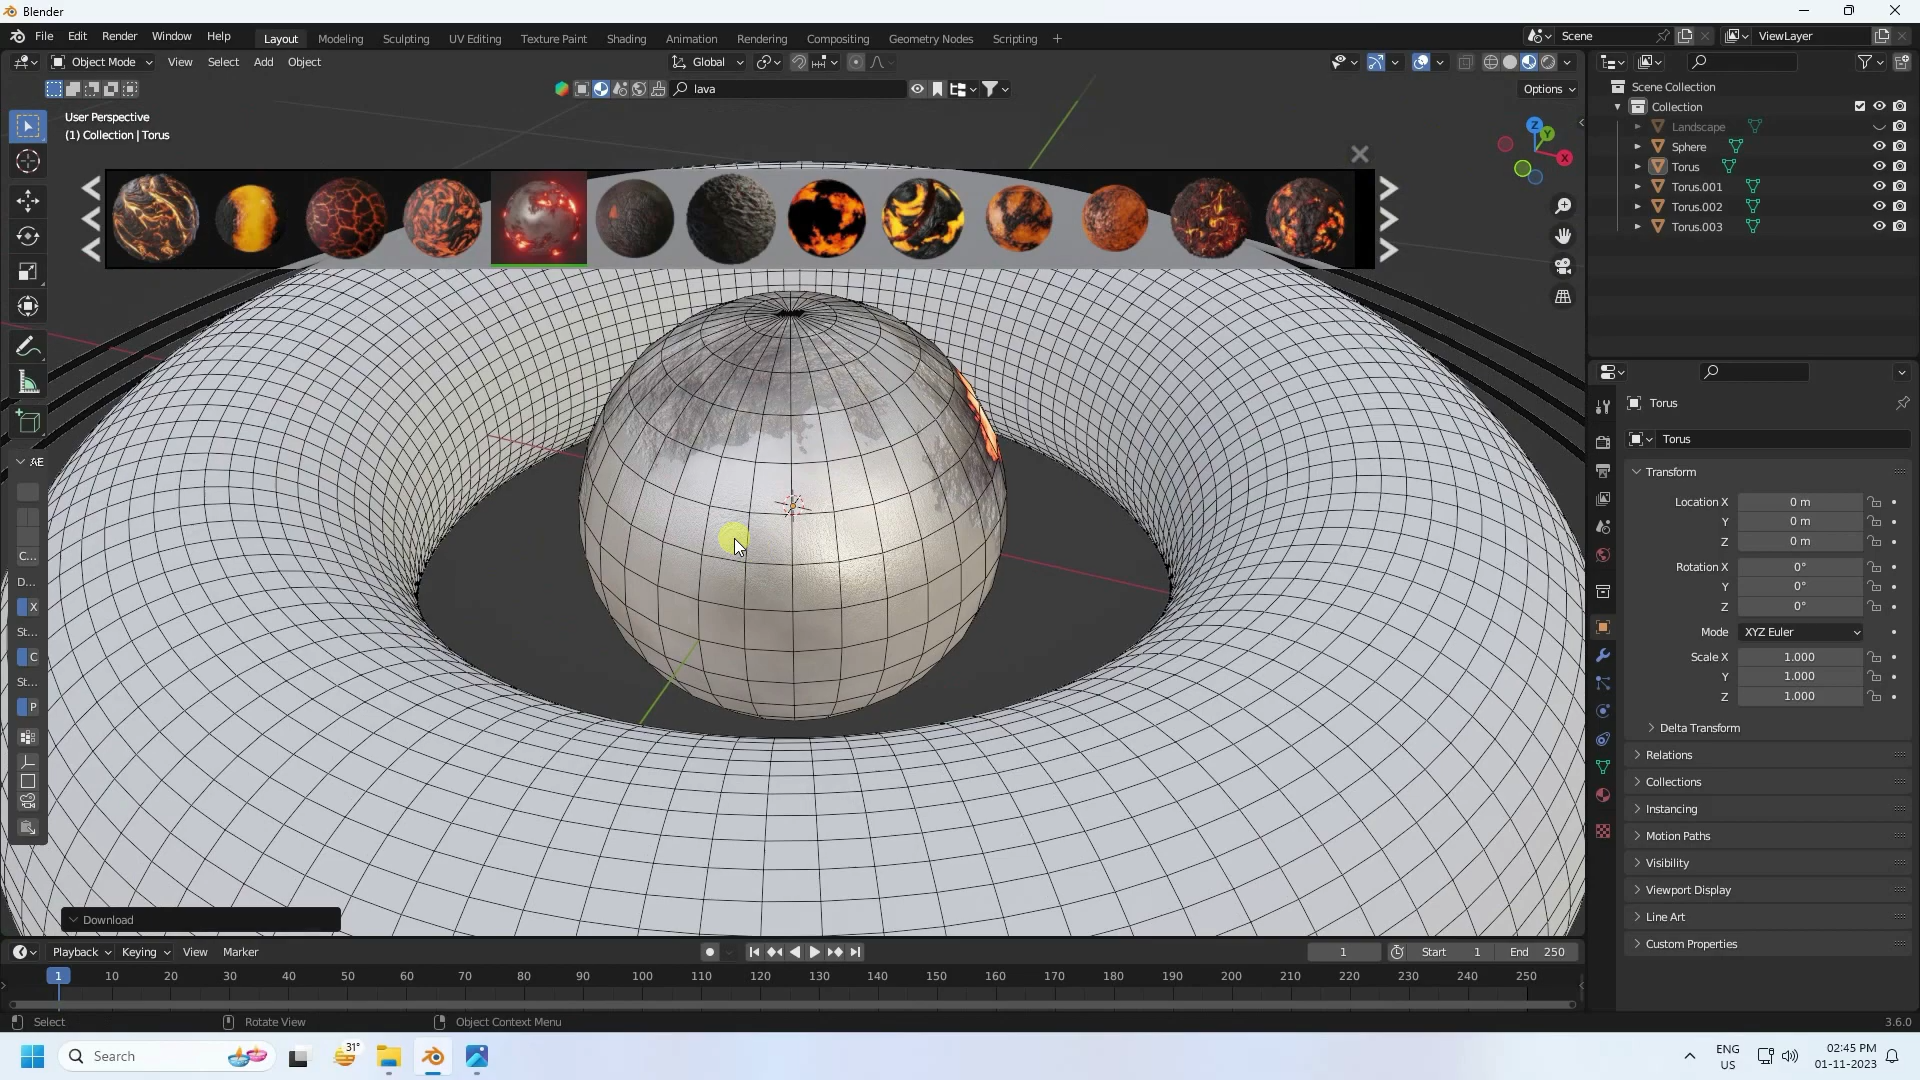 Blender
File Edit Render Window Help Layout Modeling Sculpting UV Editing Texture Paint Shading Animation Rendering Compositing Geometry Nodes Scripting + Scene ViewLayer
Object Mode View Select Add Object Global
lava Options
User Perspective
(1) Collection | Torus
Z Y X
Scene Collection
Collection
Landscape
Sphere
Torus
Torus.001
Torus.002
Torus.003
AE
C...
D...
X
St...
C
St...
P
Torus
Torus
Transform
Location X 0 m
Y 0 m
Z 0 m
Rotation X 0°
Y 0°
Z 0°
Mode XYZ Euler
Scale X 1.000
Y 1.000
Z 1.000
Delta Transform
Relations
Collections
Instancing
Motion Paths
Visibility
Viewport Display
Line Art
Custom Properties
Download
Playback Keying View Marker 1 Start 1 End 250
1 10 20 30 40 50 60 70 80 90 100 110 120 130 140 150 160 170 180 190 200 210 220 230 240 250
Select Rotate View Object Context Menu 3.6.0
Search 31° ENG US 02:45 PM 01-11-2023